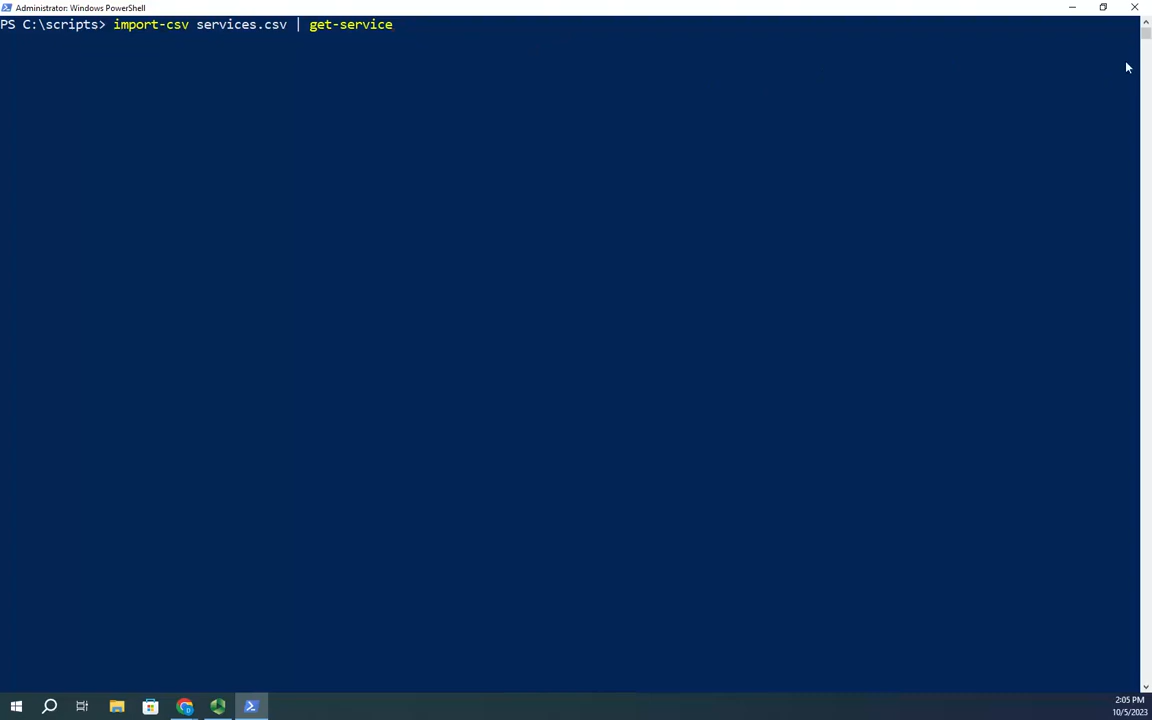 Administrator: Windows PowerShell
PS C:\scripts> import-csv services.csv | get-service
2:05 PM
10/5/2023